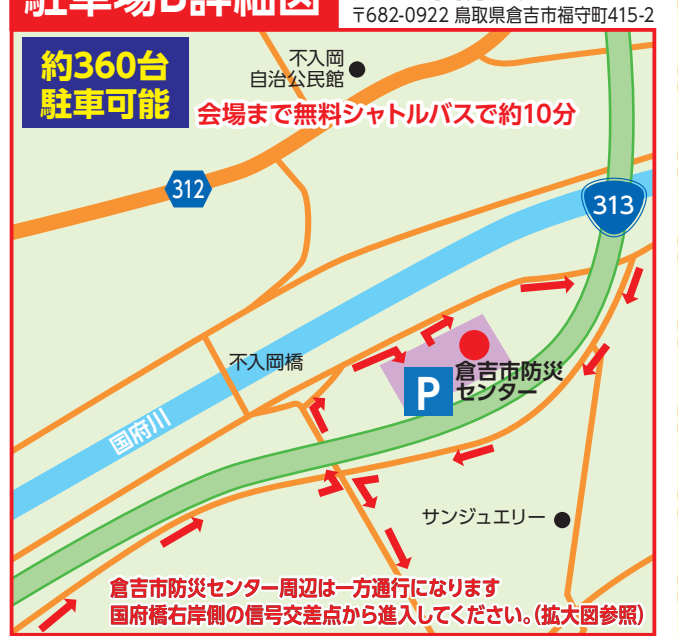 駐車場B詳細図
〒682-0922 鳥取県倉吉市福守町415-2
約360台
駐車可能
不入岡
自治公民館
会場まで無料シャトルバスで約10分
312
313
不入岡橋
倉吉市防災
センター
P
国府川
サンジュエリー
倉吉市防災センター周辺は一方通行になります
国府橋右岸側の信号交差点から進入してください。(拡大図参照)